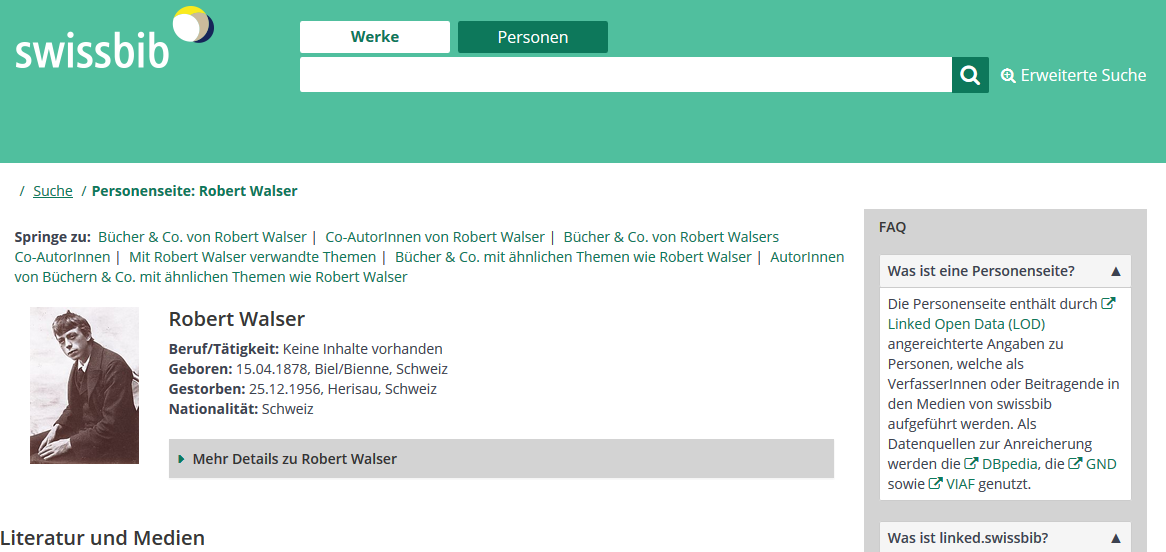 swissbib
Werke
Personen
Erweiterte Suche
/ Suche / Personenseite: Robert Walser
Springe zu: Bücher & Co. von Robert Walser | Co-AutorInnen von Robert Walser | Bücher & Co. von Robert Walsers
Co-AutorInnen | Mit Robert Walser verwandte Themen | Bücher & Co. mit ähnlichen Themen wie Robert Walser | AutorInnen
von Büchern & Co. mit ähnlichen Themen wie Robert Walser
Robert Walser
Beruf/Tätigkeit: Keine Inhalte vorhanden
Geboren: 15.04.1878, Biel/Bienne, Schweiz
Gestorben: 25.12.1956, Herisau, Schweiz
Nationalität: Schweiz
Mehr Details zu Robert Walser
Literatur und Medien
FAQ
Was ist eine Personenseite? ▲
Die Personenseite enthält durch
Linked Open Data (LOD)
angereicherte Angaben zu
Personen, welche als
VerfasserInnen oder Beitragende in
den Medien von swissbib
aufgeführt werden. Als
Datenquellen zur Anreicherung
werden die DBpedia, die GND
sowie VIAF genutzt.
Was ist linked.swissbib? ▲